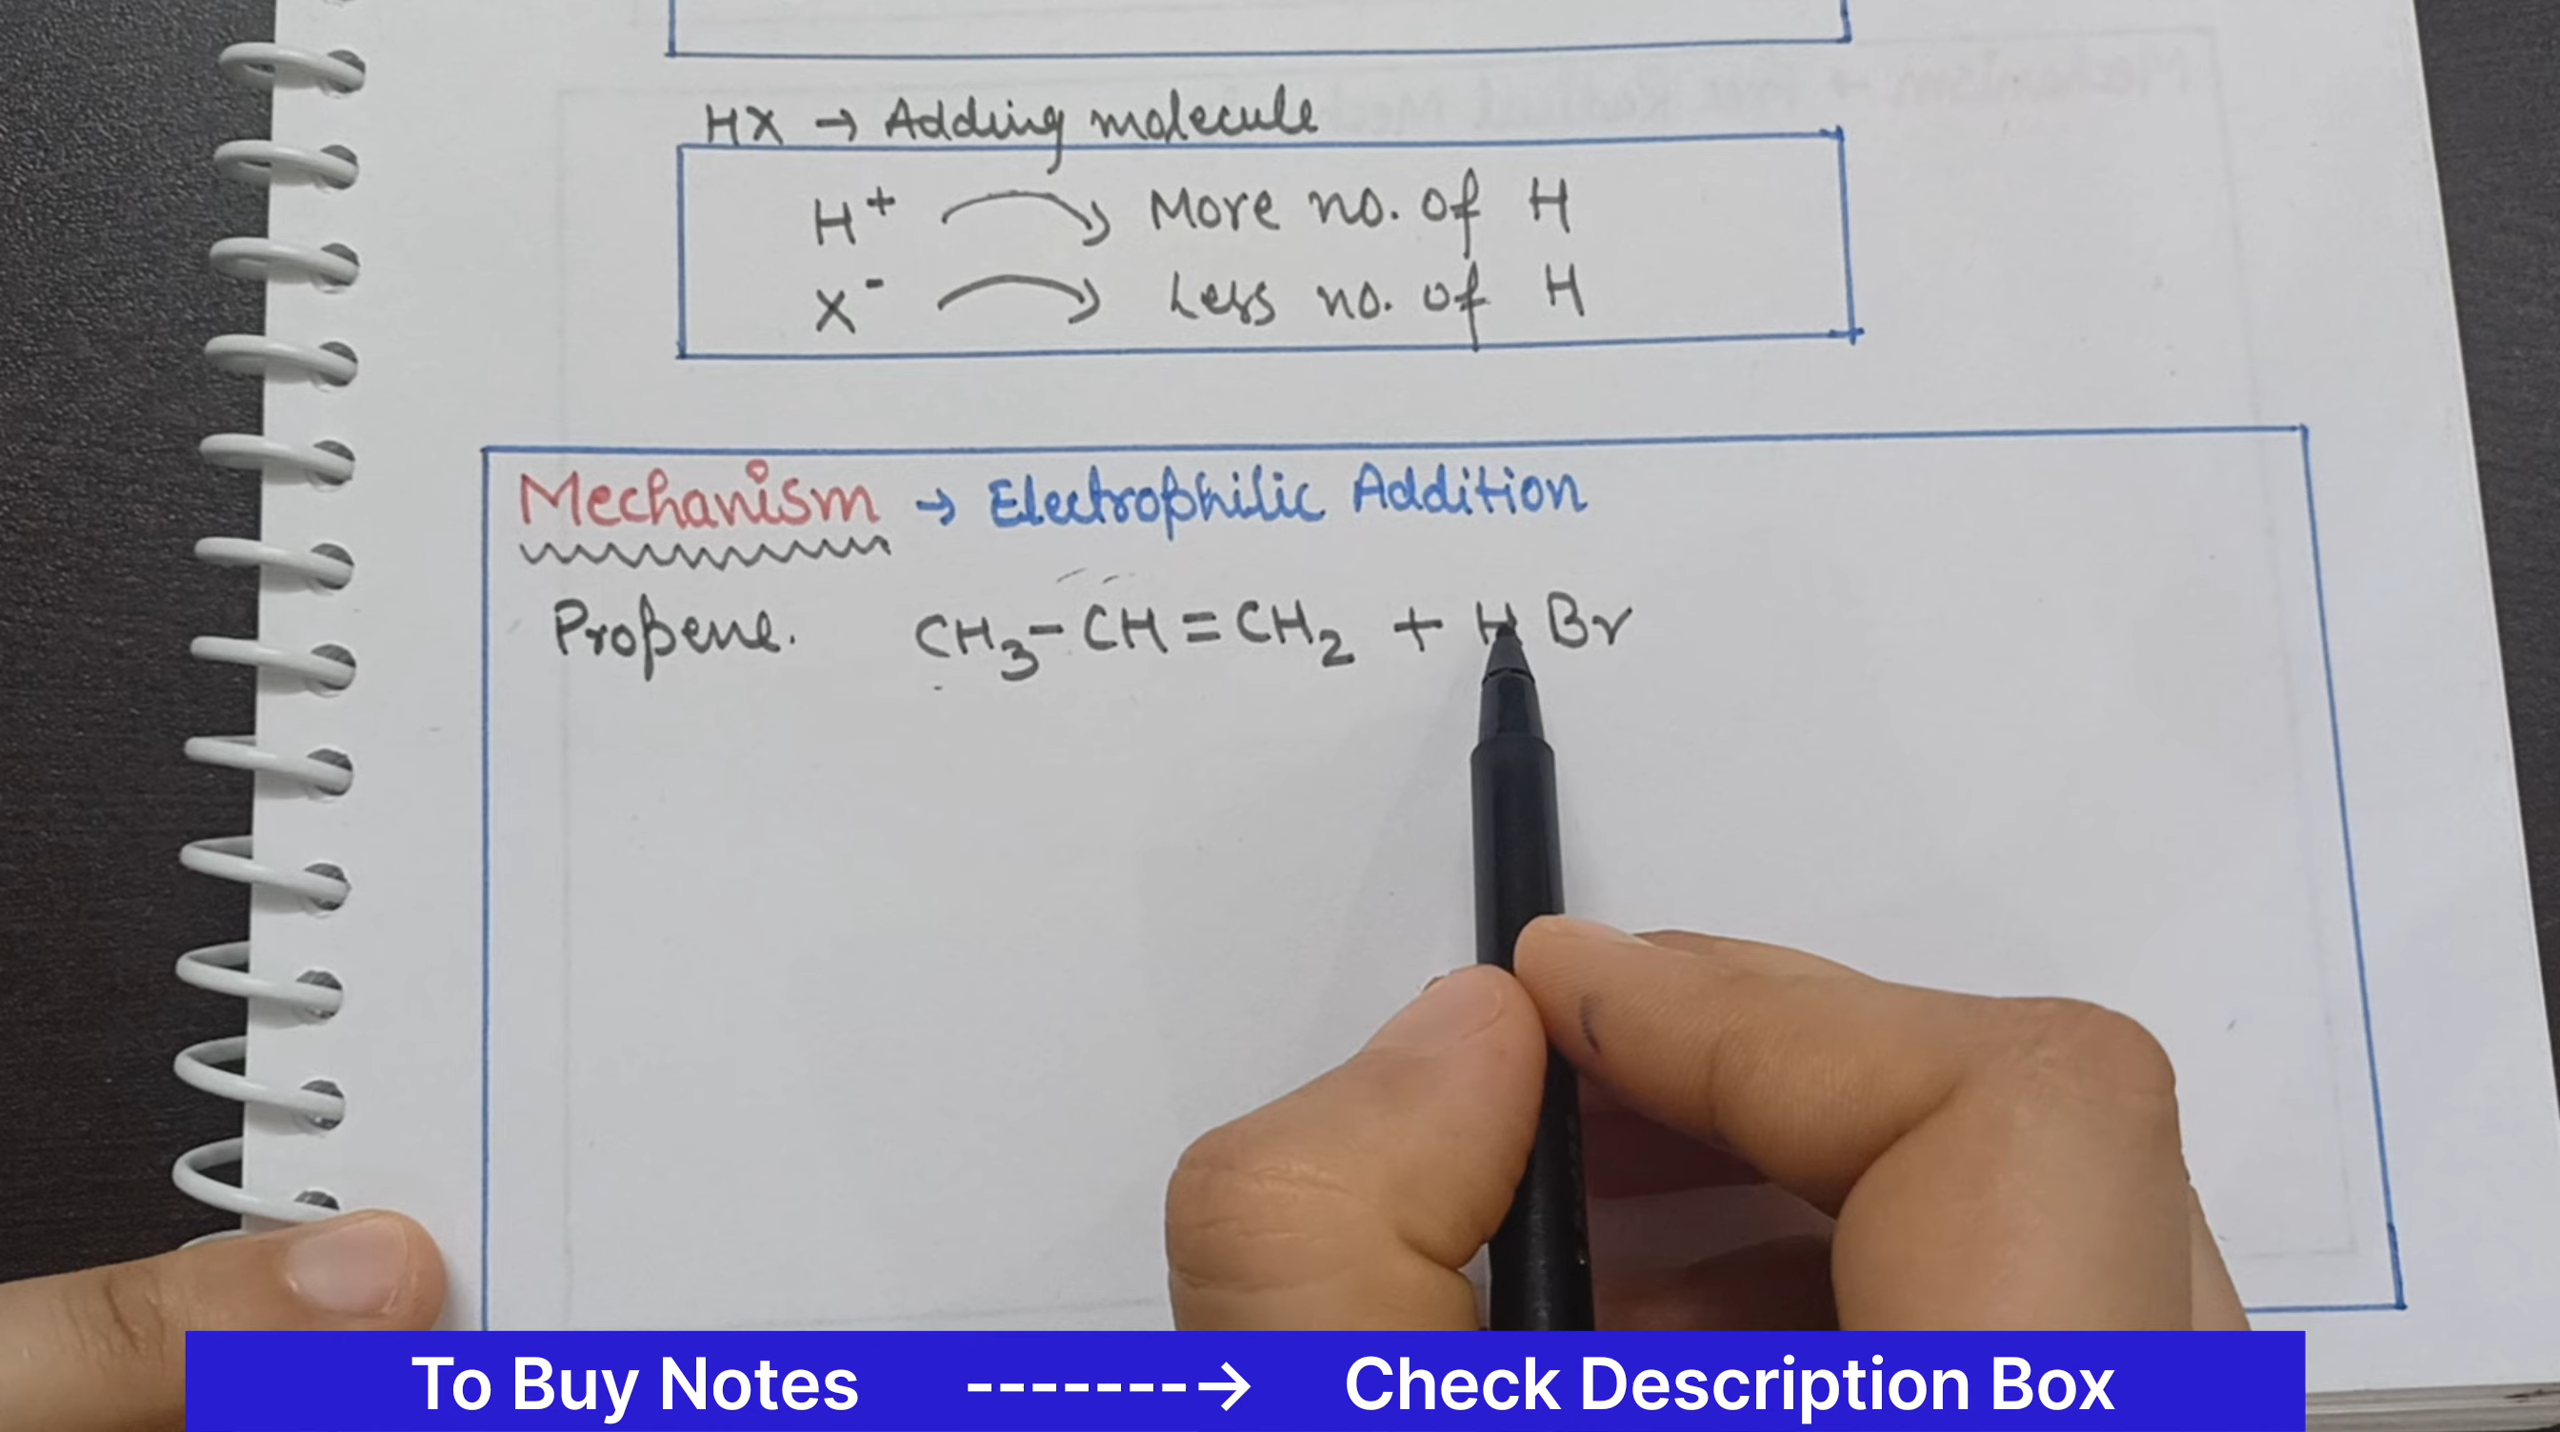 HX → Adding molecule
H⁺ → More no. of H
X⁻ → Less no. of H
Mechanism → Electrophilic Addition
Propene. CH₃-CH=CH₂ + H Br
To Buy Notes -------→ Check Description Box